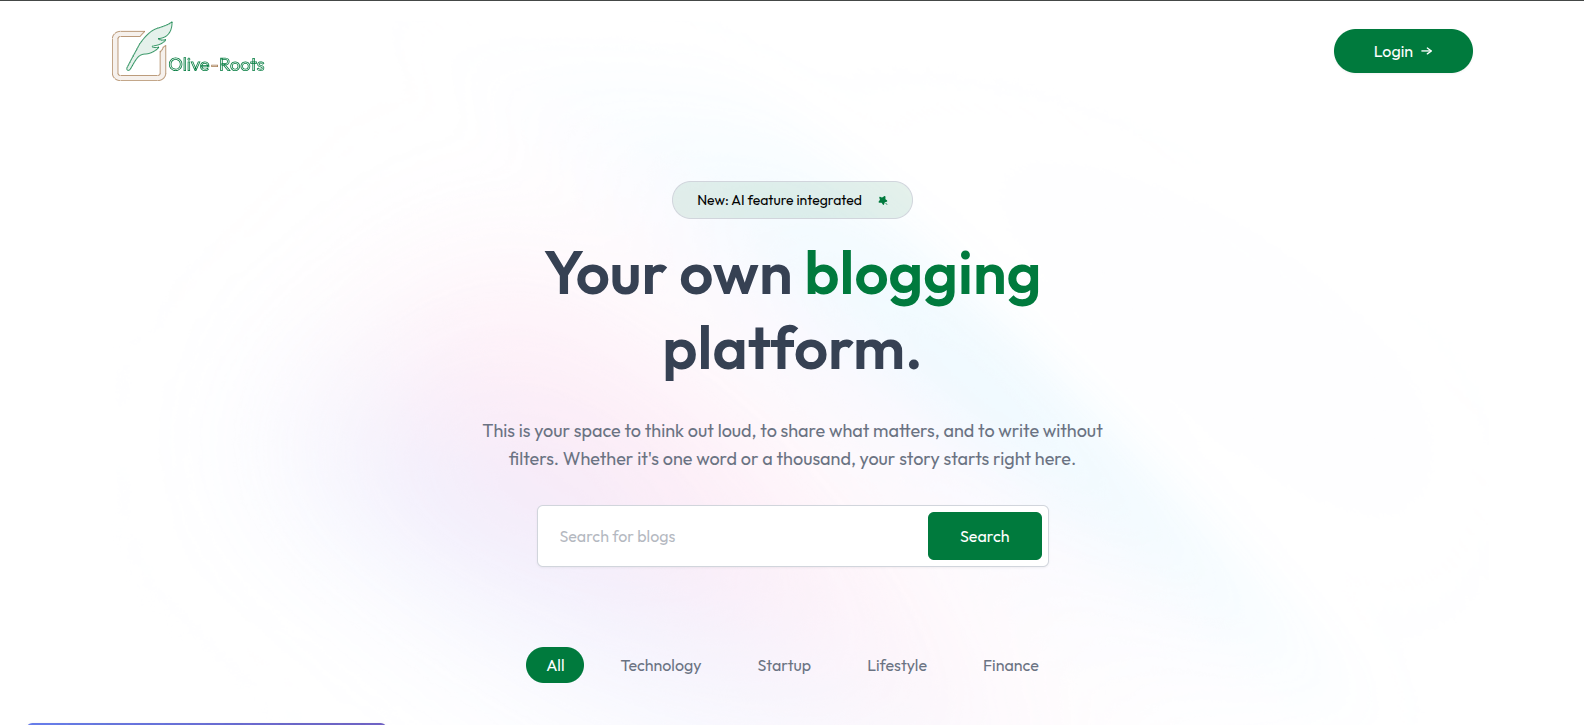 Olive-Roots
Login →
New: AI feature integrated
Your own blogging
platform.
This is your space to think out loud, to share what matters, and to write without
filters. Whether it's one word or a thousand, your story starts right here.
Search for blogs
Search
All
Technology
Startup
Lifestyle
Finance